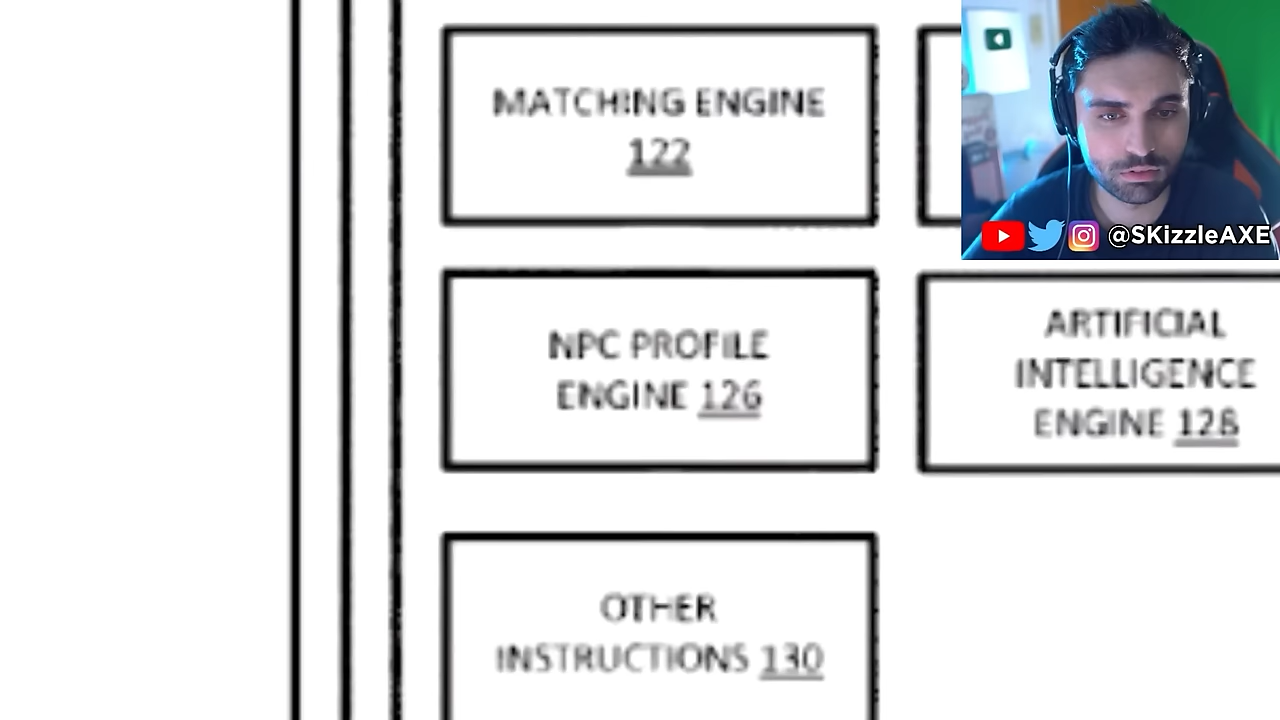 MATCHING ENGINE
122
@SKizzleAXE
NPC PROFILE
ENGINE 126
ARTIFICIAL
INTELLIGENCE
ENGINE 128
OTHER
INSTRUCTIONS 130